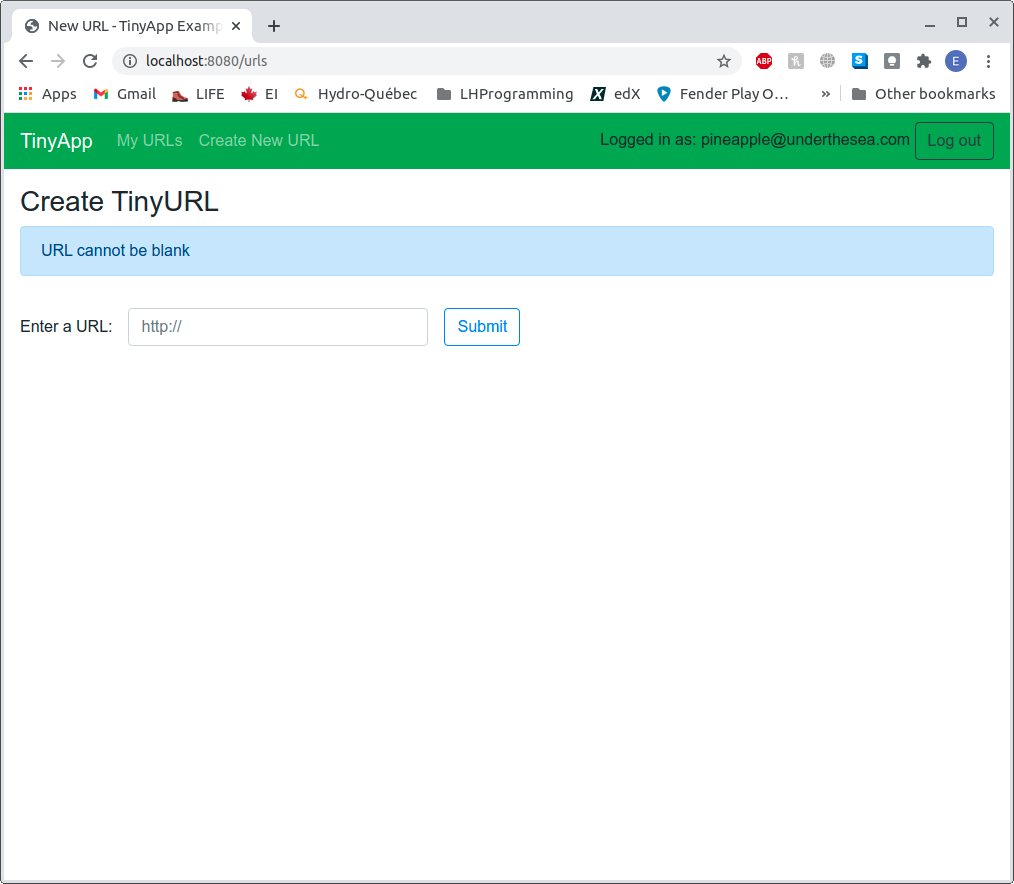 New URL - TinyApp Examp
localhost:8080/urls
ABP
S
E
Apps Gmail LIFE EI Hydro-Québec LHProgramming X edX Fender Play O... » Other bookmarks
TinyApp My URLs Create New URL Logged in as: pineapple@underthesea.com Log out
Create TinyURL
URL cannot be blank
Enter a URL: http:// Submit